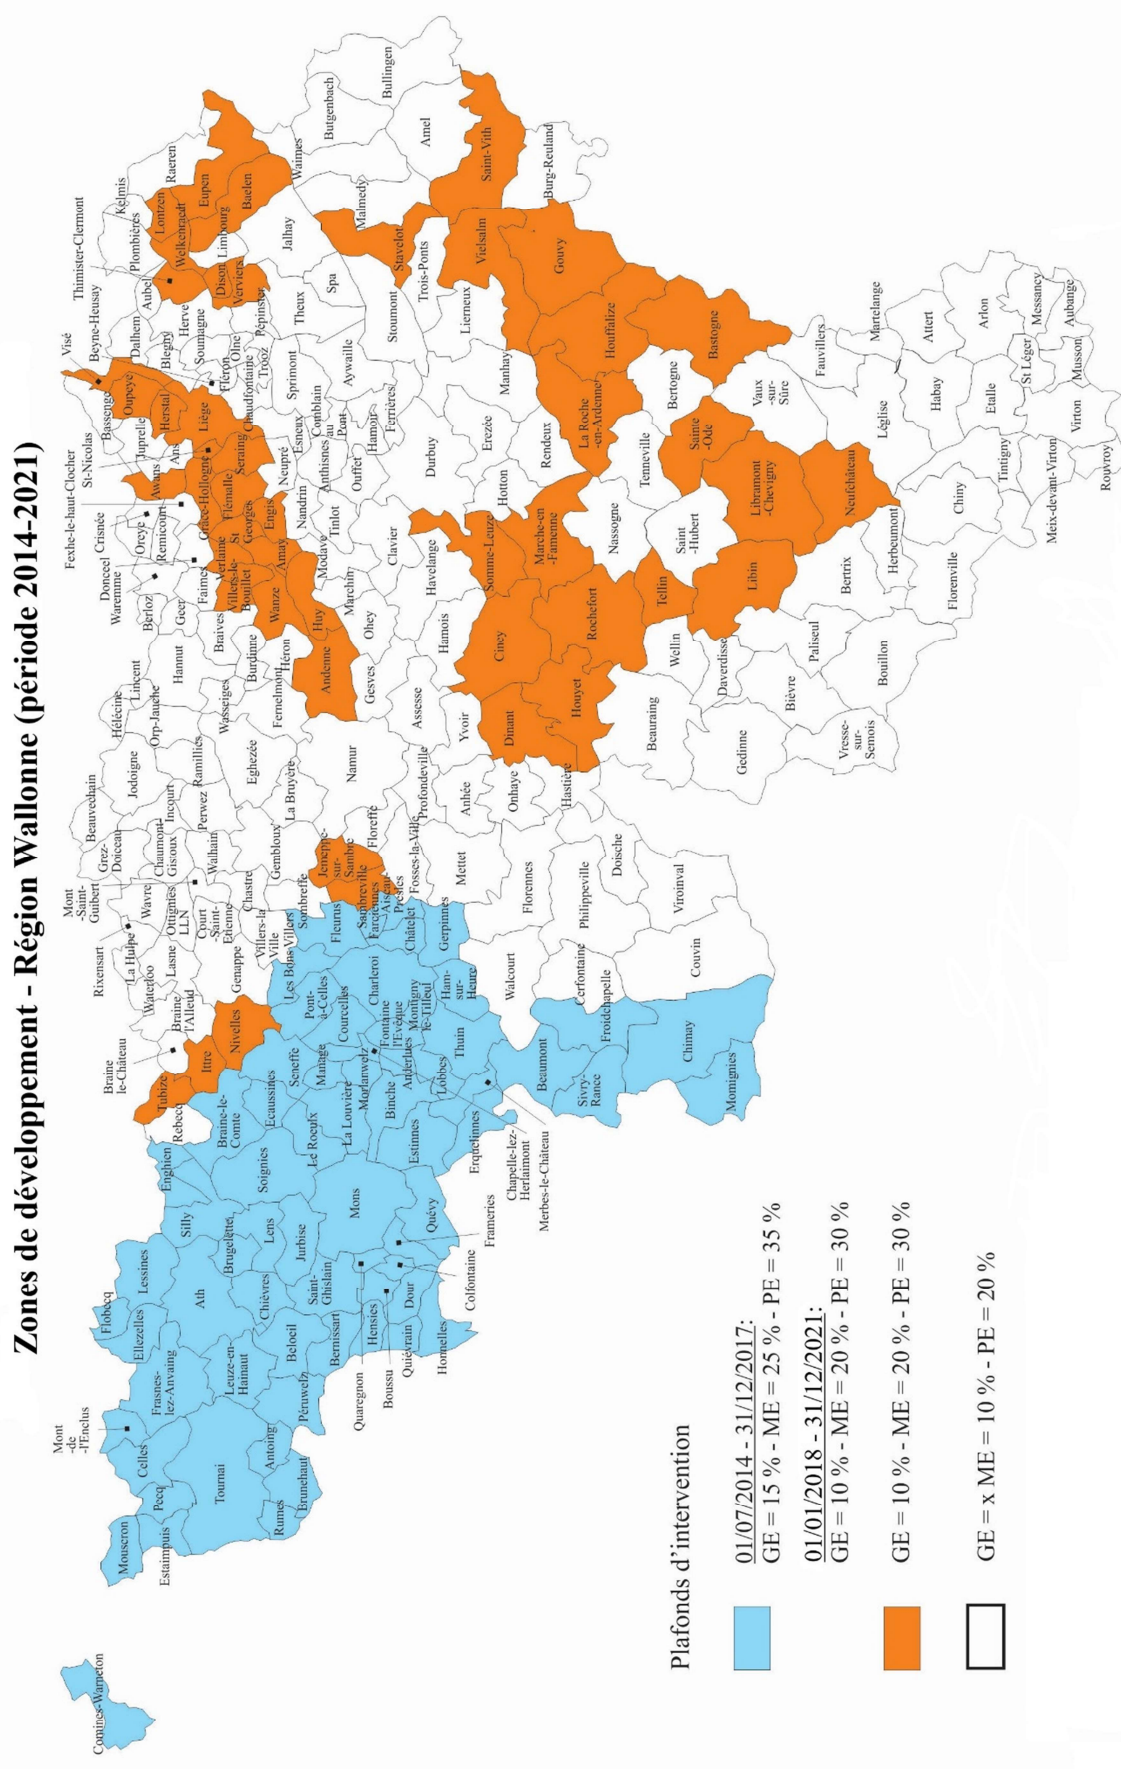 Zones de développement - Région Wallonne (période 2014-2021)
Comines-Warneton
Mouscron
Estaimpuis
Pecq
Celles
Mont
-de
-l'Enclus
Tournai
Rumes
Brunehaut
Antoing
Péruwelz
Frasnes-
lez-Anvaing
Leuze-en-
Hainaut
Ellezelles
Flobecq
Lessines
Ath
Beloeil
Bernissart
Chièvres
Brugelette
Silly
Enghien
Lens
Jurbise
Saint-
Ghislain
Hensies
Quiévrain
Honnelles
Dour
Boussu
Quaregnon
Colfontaine
Frameries
Mons
Quévy
Soignies
Braine-le-
Comte
Ecaussines
Le Roeulx
La Louvière
Seneffe
Manage
Morlanwelz
Binche
Estinnes
Erquelinnes
Chapelle-lez-
Herlaimont
Merbes-le-Château
Anderlues
Lobbes
Thuin
Fontaine
l'Evêque
Montigny
le-Tilleul
Courcelles
Pont-
à-Celles
Les Bons Villers
Charleroi
Ham-
sur-
Heure
Gerpinnes
Châtelet
Fleurus
Farciennes
Aiseau-
Presles
Beaumont
Sivry-
Rance
Froidchapelle
Chimay
Momignies
Rebecq
Tubize
Ittre
Nivelles
Braine
le-Château
Braine
l'Alleud
Waterloo
Lasne
Genappe
Rixensart
La Hulpe
Wavre
Ottignies
LLN
Court
-Saint-
Etienne
Villers-la
Ville
Mont
-Saint-
Guibert
Grez-
Doiceau
Chaumont-
Gistoux
Walhain
Chastre
Beauvechain
Incourt
Perwez
Jodoigne
Ramillies
Hélécine
Orp-Jauche
Lincent
Hannut
Wasseiges
Gembloux
Sombreffe
Jemeppe-
sur-
Sambre
Sambreville
Floreffe
Fosses-la-Ville
Profondeville
Mettet
La Bruyère
Eghezée
Namur
Fernelmont
Andenne
Gesves
Ohey
Assesse
Yvoir
Anhée
Onhaye
Hastière
Dinant
Houyet
Ciney
Hamois
Havelange
Somme-Leuze
Rochefort
Beauraing
Gedinne
Bièvre
Vresse-
sur-
Semois
Florennes
Philippeville
Doische
Viroinval
Couvin
Cerfontaine
Walcourt
Burdinne
Héron
Braives
Wanze
Huy
Villers-le-
Bouillet
Verlaine
St
Georges
Amay
Engis
Geer
Berloz
Faimes
Waremme
Donceel
Remicourt
Oreye
Crisnée
Fexhe-le-haut-Clocher
St-Nicolas
Awans
Ans
Juprelle
Bassenge
Visé
Beyne-Heusay
Oupeye
Herstal
Liège
Grâce-Hollogne
Flémalle
Seraing
Chaudfontaine
Fléron
Dalhem
Blegny
Soumagne
Olne
Trooz
Herve
Aubel
Thimister-Clermont
Plombières
Kelmis
Raeren
Lontzen
Welkenraedt
Eupen
Limbourg
Baelen
Dison
Verviers
Pepinster
Theux
Spa
Jalhay
Waimes
Malmedy
Stavelot
Stoumont
Trois-Ponts
Lierneux
Butgenbach
Bullingen
Amel
Saint-Vith
Burg-Reuland
Sprimont
Aywaille
Esneux
Comblain
au
Pont
Neupré
Nandrin
Anthisnes
Hamoir
Ferrières
Ouffet
Tinlot
Modave
Marchin
Clavier
Durbuy
Erezée
Manhay
Hotton
Rendeux
Marche-en
-Famenne
Nassogne
La Roche
-en-Ardenne
Vielsalm
Gouvy
Houffalize
Bastogne
Bertogne
Tenneville
Sainte
-Ode
Saint
-Hubert
Tellin
Wellin
Libin
Libramont
-Chevigny
Neufchâteau
Vaux
-sur-
Sûre
Fauvillers
Daverdisse
Paliseul
Bouillon
Bertrix
Herbeumont
Florenville
Chiny
Léglise
Martelange
Habay
Attert
Arlon
Etalle
Tintigny
St Léger
Messancy
Aubange
Musson
Virton
Meix-devant-Virton
Rouvroy
Plafonds d'intervention
01/07/2014 - 31/12/2017:
GE = 15 % - ME = 25 % - PE = 35 %
01/01/2018 - 31/12/2021:
GE = 10 % - ME = 20 % - PE = 30 %
GE = 10 % - ME = 20 % - PE = 30 %
GE = x ME = 10 % - PE = 20 %